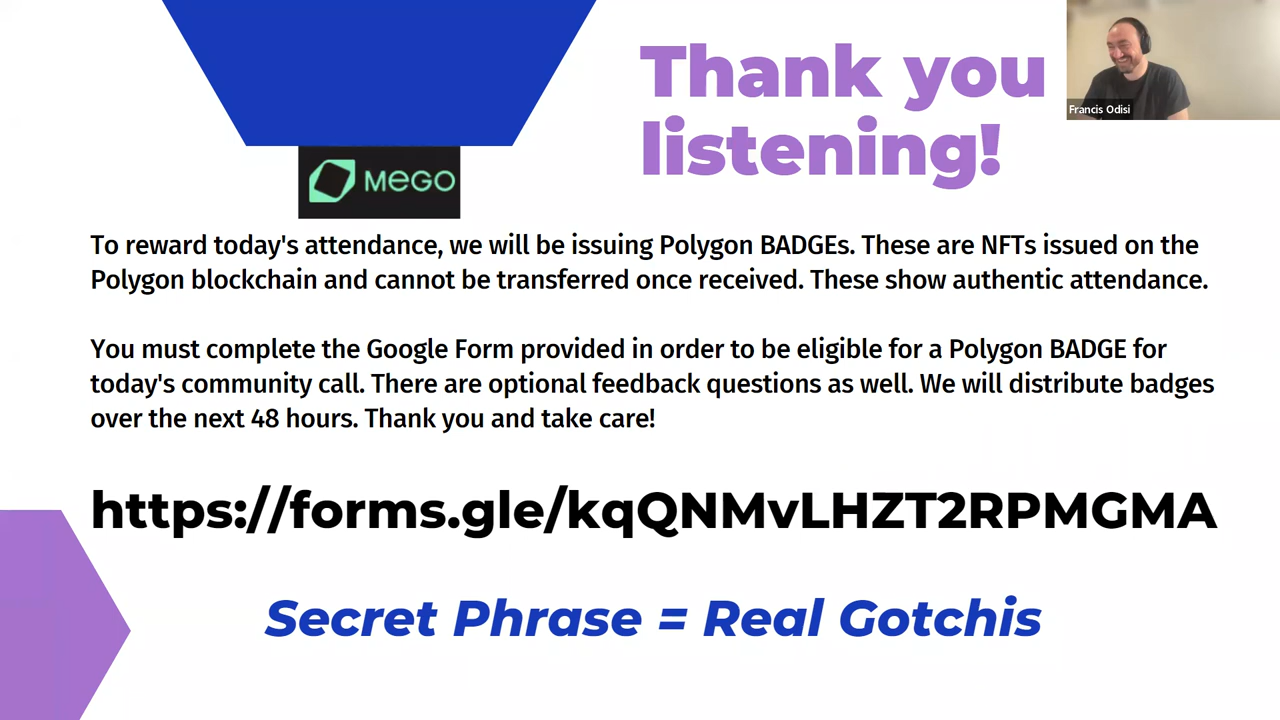 Thank you
listening!
Francis Odisi
MEGO
To reward today's attendance, we will be issuing Polygon BADGEs. These are NFTs issued on the
Polygon blockchain and cannot be transferred once received. These show authentic attendance.
You must complete the Google Form provided in order to be eligible for a Polygon BADGE for
today's community call. There are optional feedback questions as well. We will distribute badges
over the next 48 hours. Thank you and take care!
https://forms.gle/kqQNMvLHZT2RPMGMA
Secret Phrase = Real Gotchis